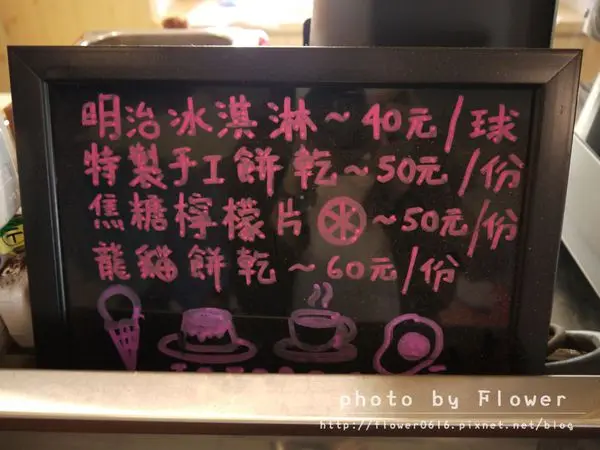 明治冰淇淋~40元/球
特製手工餅乾~50元/份
焦糖檸檬片~50元/份
龍貓餅乾~60元/份
photo by Flower
http://flower0616.pixnet.net/blog